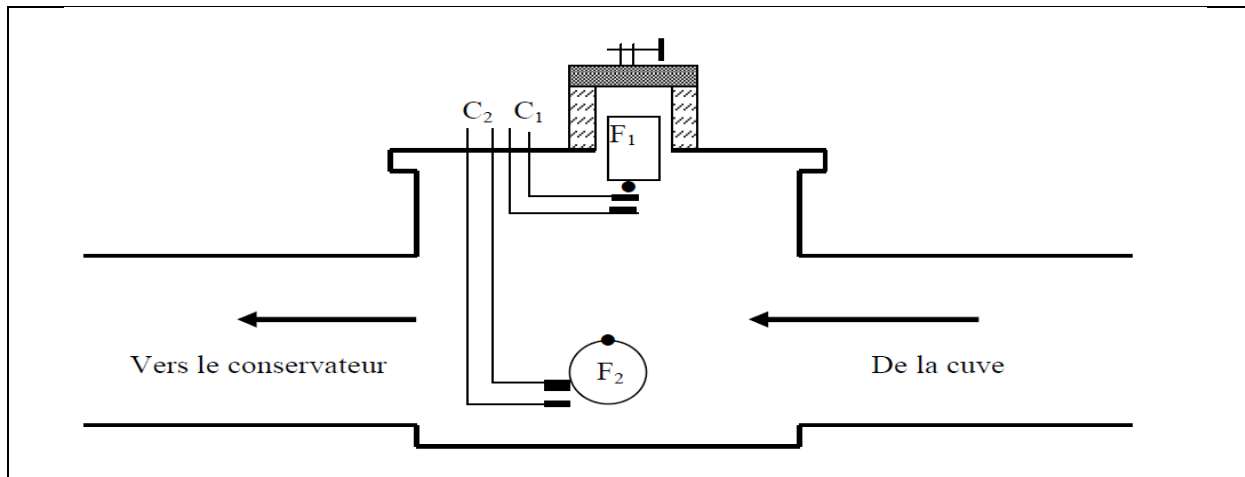 C₂ C₁
F₁
Vers le conservateur
F₂
De la cuve